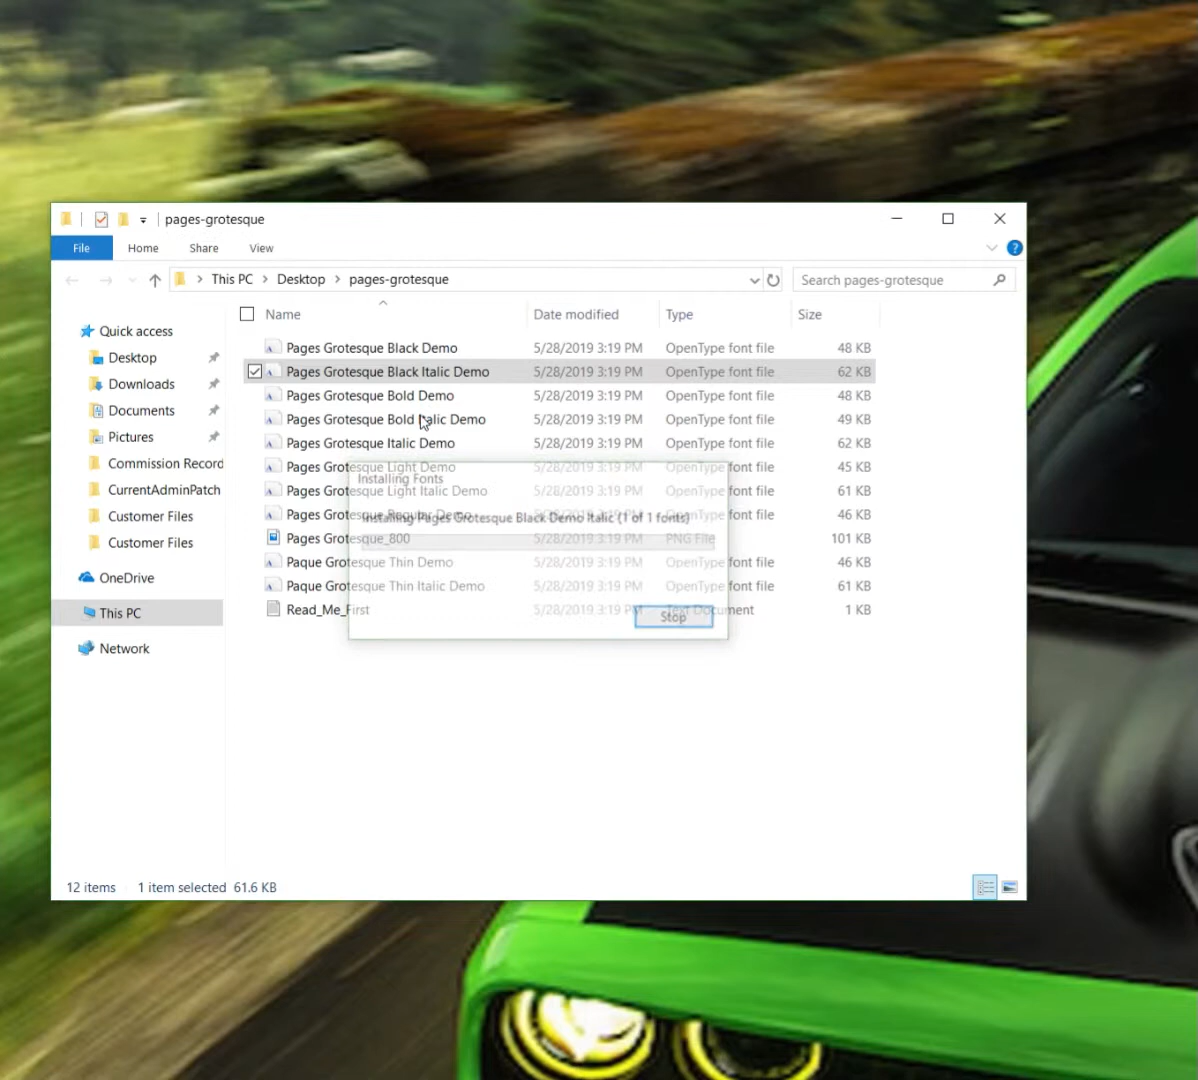 pages-grotesque
File Home Share View
This PC > Desktop > pages-grotesque
Search pages-grotesque
Name Date modified Type Size
Quick access
Desktop
Downloads
Documents
Pictures
Commission Record
CurrentAdminPatch
Customer Files
Customer Files
OneDrive
This PC
Network
Pages Grotesque Black Demo 5/28/2019 3:19 PM OpenType font file 48 KB
Pages Grotesque Black Italic Demo 5/28/2019 3:19 PM OpenType font file 62 KB
Pages Grotesque Bold Demo 5/28/2019 3:19 PM OpenType font file 48 KB
Pages Grotesque Bold Italic Demo 5/28/2019 3:19 PM OpenType font file 49 KB
Pages Grotesque Italic Demo 5/28/2019 3:19 PM OpenType font file 62 KB
Pages Grotesque Light Demo 5/28/2019 3:19 PM OpenType font file 45 KB
Installing Fonts
Pages Grotesque Light Italic Demo 5/28/2019 3:19 PM OpenType font file 61 KB
Pages Grotesque Regular Demo 5/28/2019 3:19 PM OpenType font file 46 KB
Installing Pages Grotesque Black Demo Italic (1 of 1 fonts)
Pages Grotesque_800 5/28/2019 3:19 PM PNG File 101 KB
Paque Grotesque Thin Demo 5/28/2019 3:19 PM OpenType font file 46 KB
Paque Grotesque Thin Italic Demo 5/28/2019 3:19 PM OpenType font file 61 KB
Read_Me_First 5/28/2019 3:19 PM Text Document 1 KB
Stop
12 items 1 item selected 61.6 KB